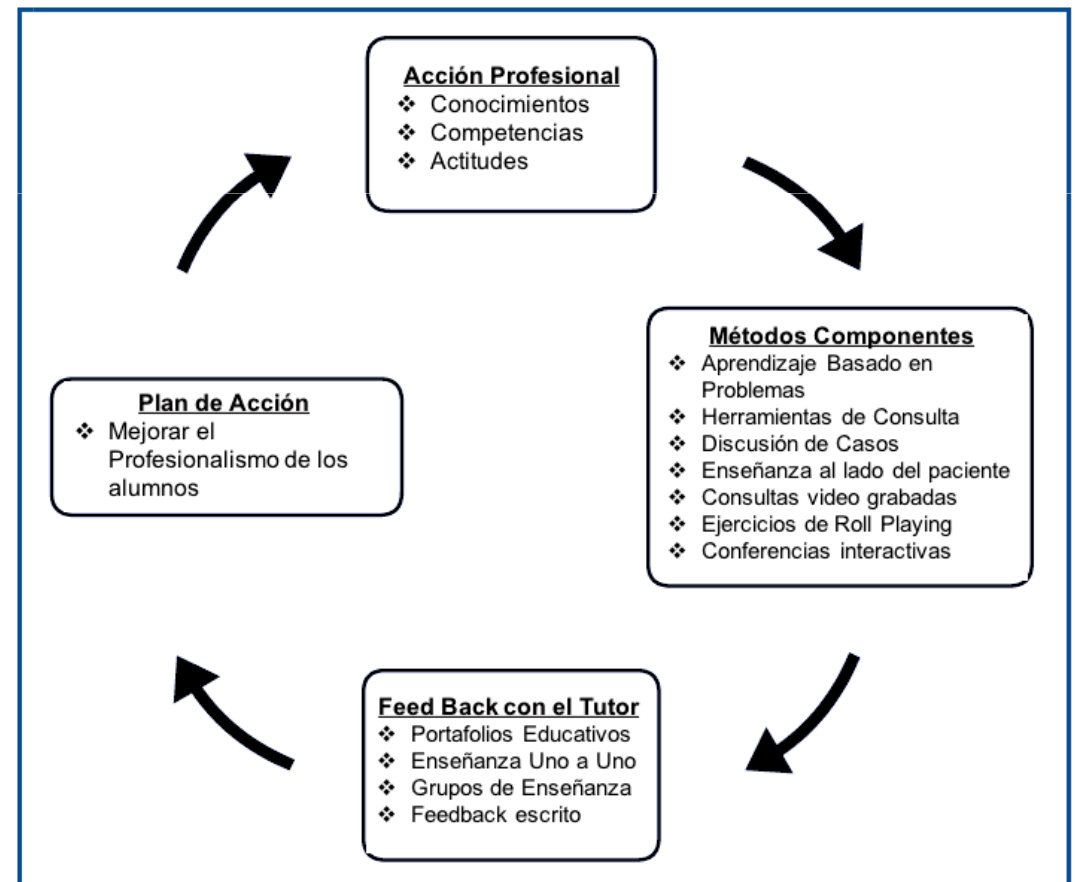 Acción Profesional
❖ Conocimientos
❖ Competencias
❖ Actitudes
Métodos Componentes
❖ Aprendizaje Basado en
Problemas
❖ Herramientas de Consulta
❖ Discusión de Casos
❖ Enseñanza al lado del paciente
❖ Consultas video grabadas
❖ Ejercicios de Roll Playing
❖ Conferencias interactivas
Feed Back con el Tutor
❖ Portafolios Educativos
❖ Enseñanza Uno a Uno
❖ Grupos de Enseñanza
❖ Feedback escrito
Plan de Acción
❖ Mejorar el
Profesionalismo de los
alumnos